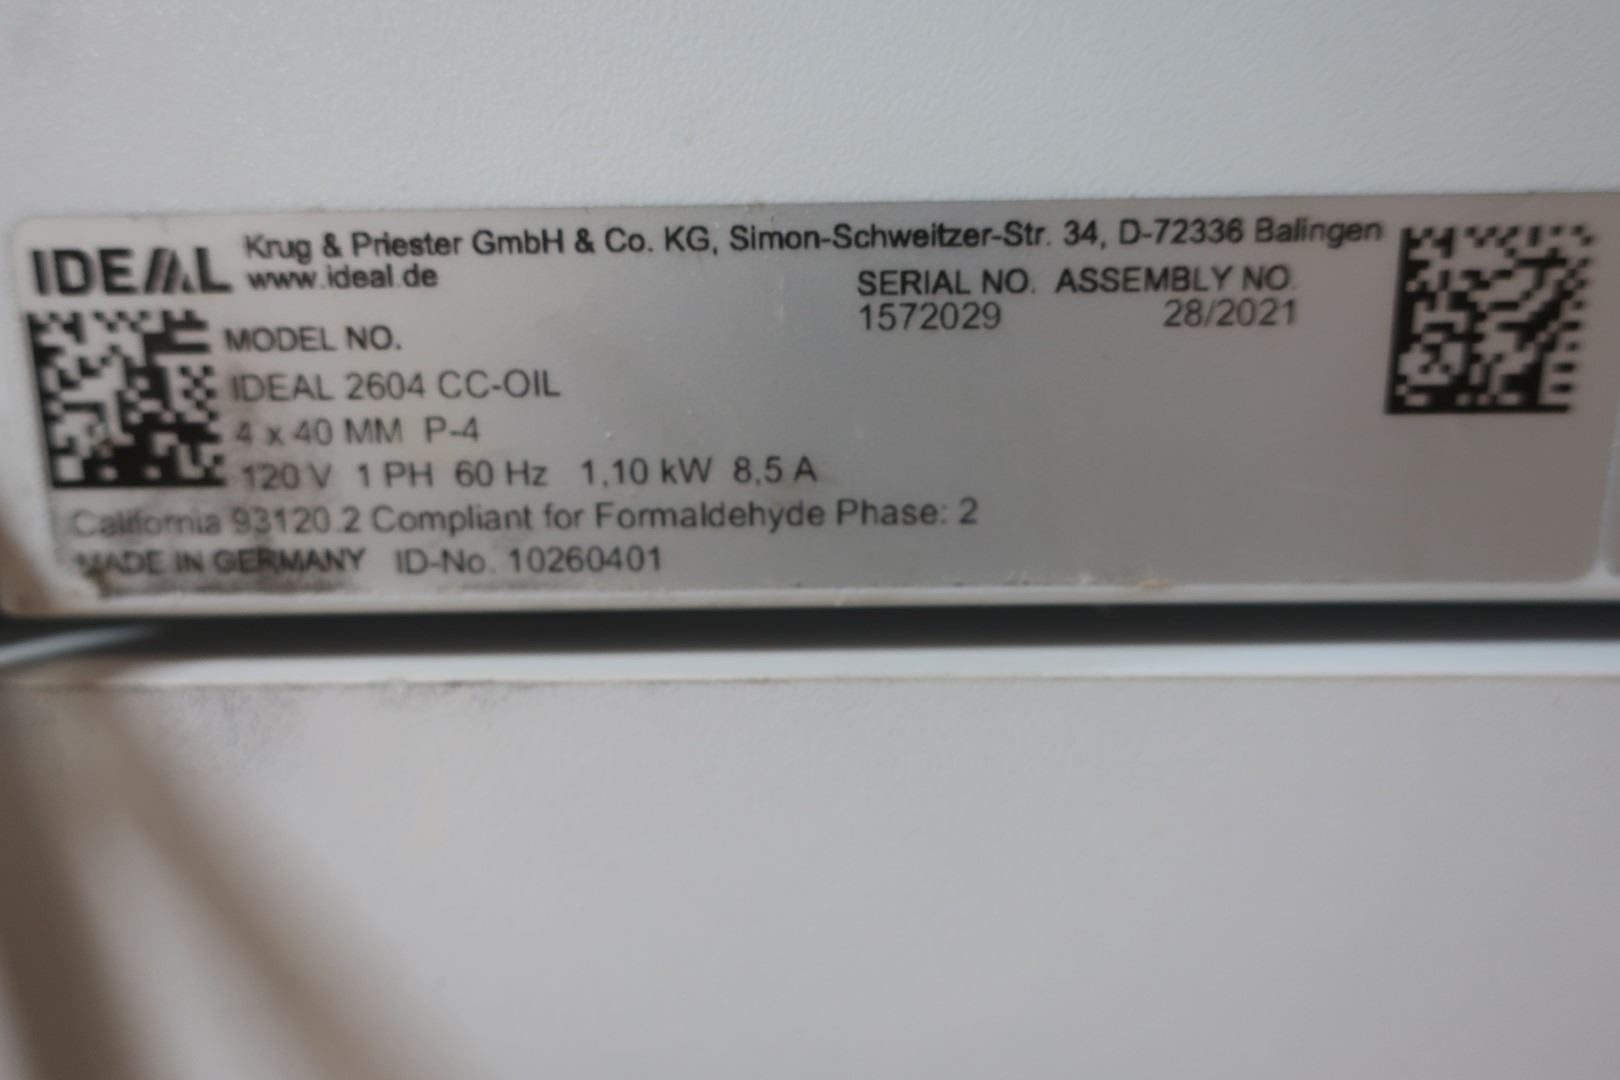 IDEAL Krug & Priester GmbH & Co. KG, Simon-Schweitzer-Str. 34, D-72336 Balingen
www.ideal.de
SERIAL NO. ASSEMBLY NO.
1572029 28/2021
MODEL NO.
IDEAL 2604 CC-OIL
4 x 40 MM P-4
120 V 1 PH 60 Hz 1,10 kW 8,5 A
California 93120.2 Compliant for Formaldehyde Phase: 2
MADE IN GERMANY ID-No. 10260401